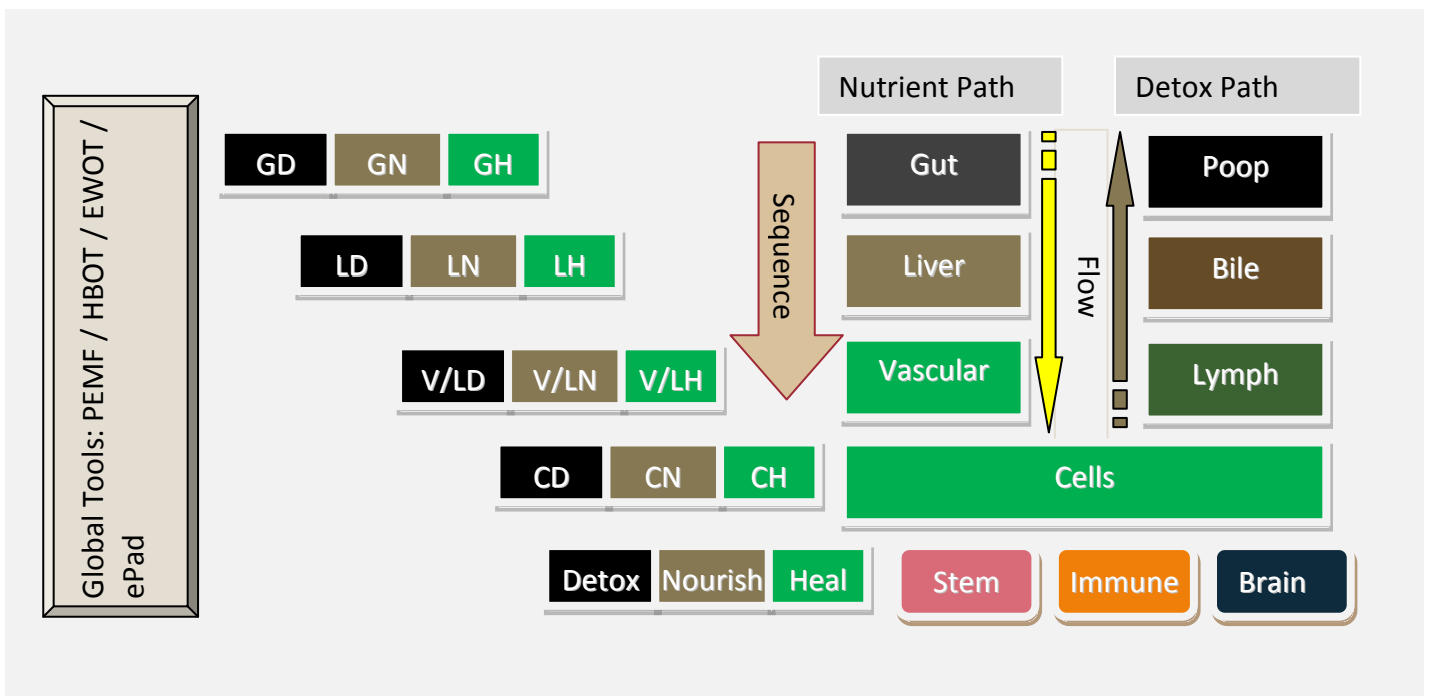 Global Tools: PEMF / HBOT / EWOT /
ePad
Nutrient Path
Detox Path
GD GN GH
Gut
Poop
LD LN LH
Sequence
Liver
Flow
Bile
V/LD V/LN V/LH
Vascular
Lymph
CD CN CH
Cells
Detox Nourish Heal
Stem
Immune
Brain